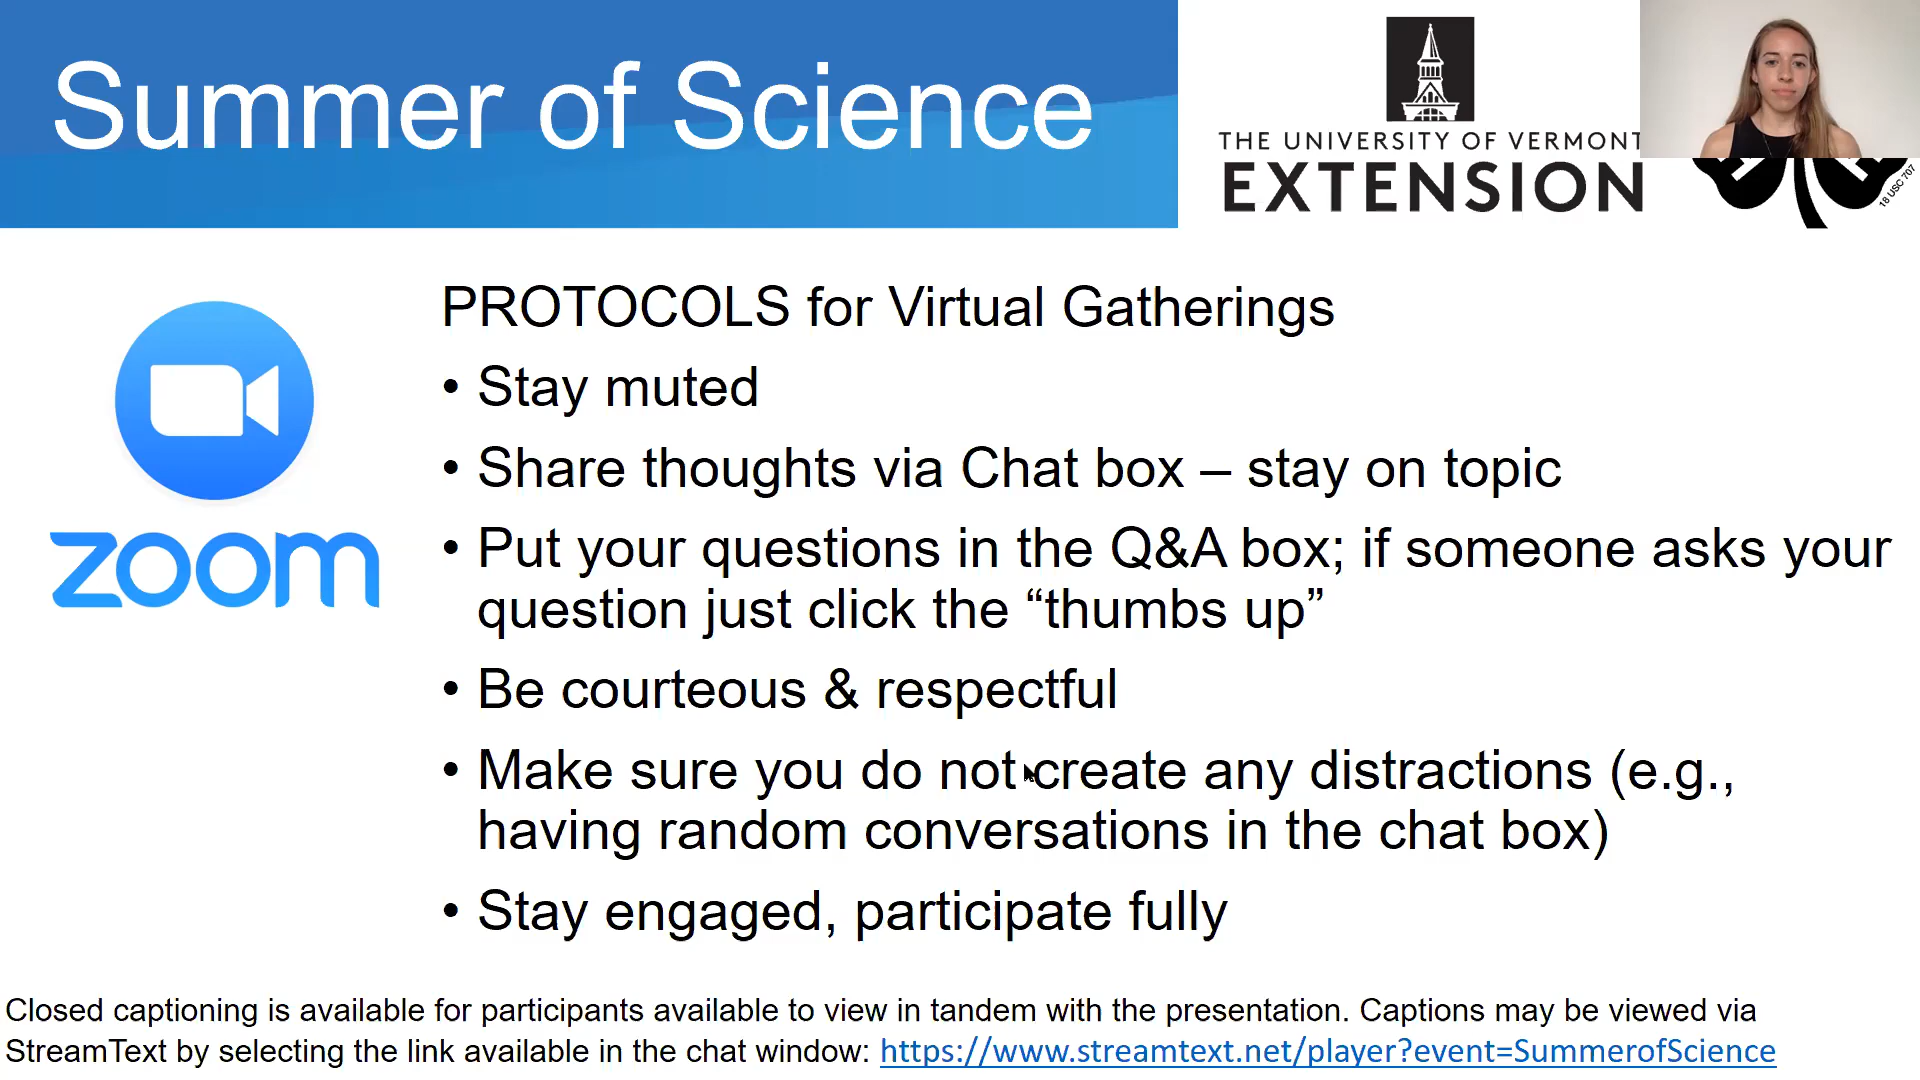 Summer of Science
THE UNIVERSITY OF VERMONT
EXTENSION
18 USC 707
zoom
PROTOCOLS for Virtual Gatherings
• Stay muted
• Share thoughts via Chat box – stay on topic
• Put your questions in the Q&A box; if someone asks your
question just click the “thumbs up”
• Be courteous & respectful
• Make sure you do not create any distractions (e.g.,
having random conversations in the chat box)
• Stay engaged, participate fully
Closed captioning is available for participants available to view in tandem with the presentation. Captions may be viewed via
StreamText by selecting the link available in the chat window: https://www.streamtext.net/player?event=SummerofScience